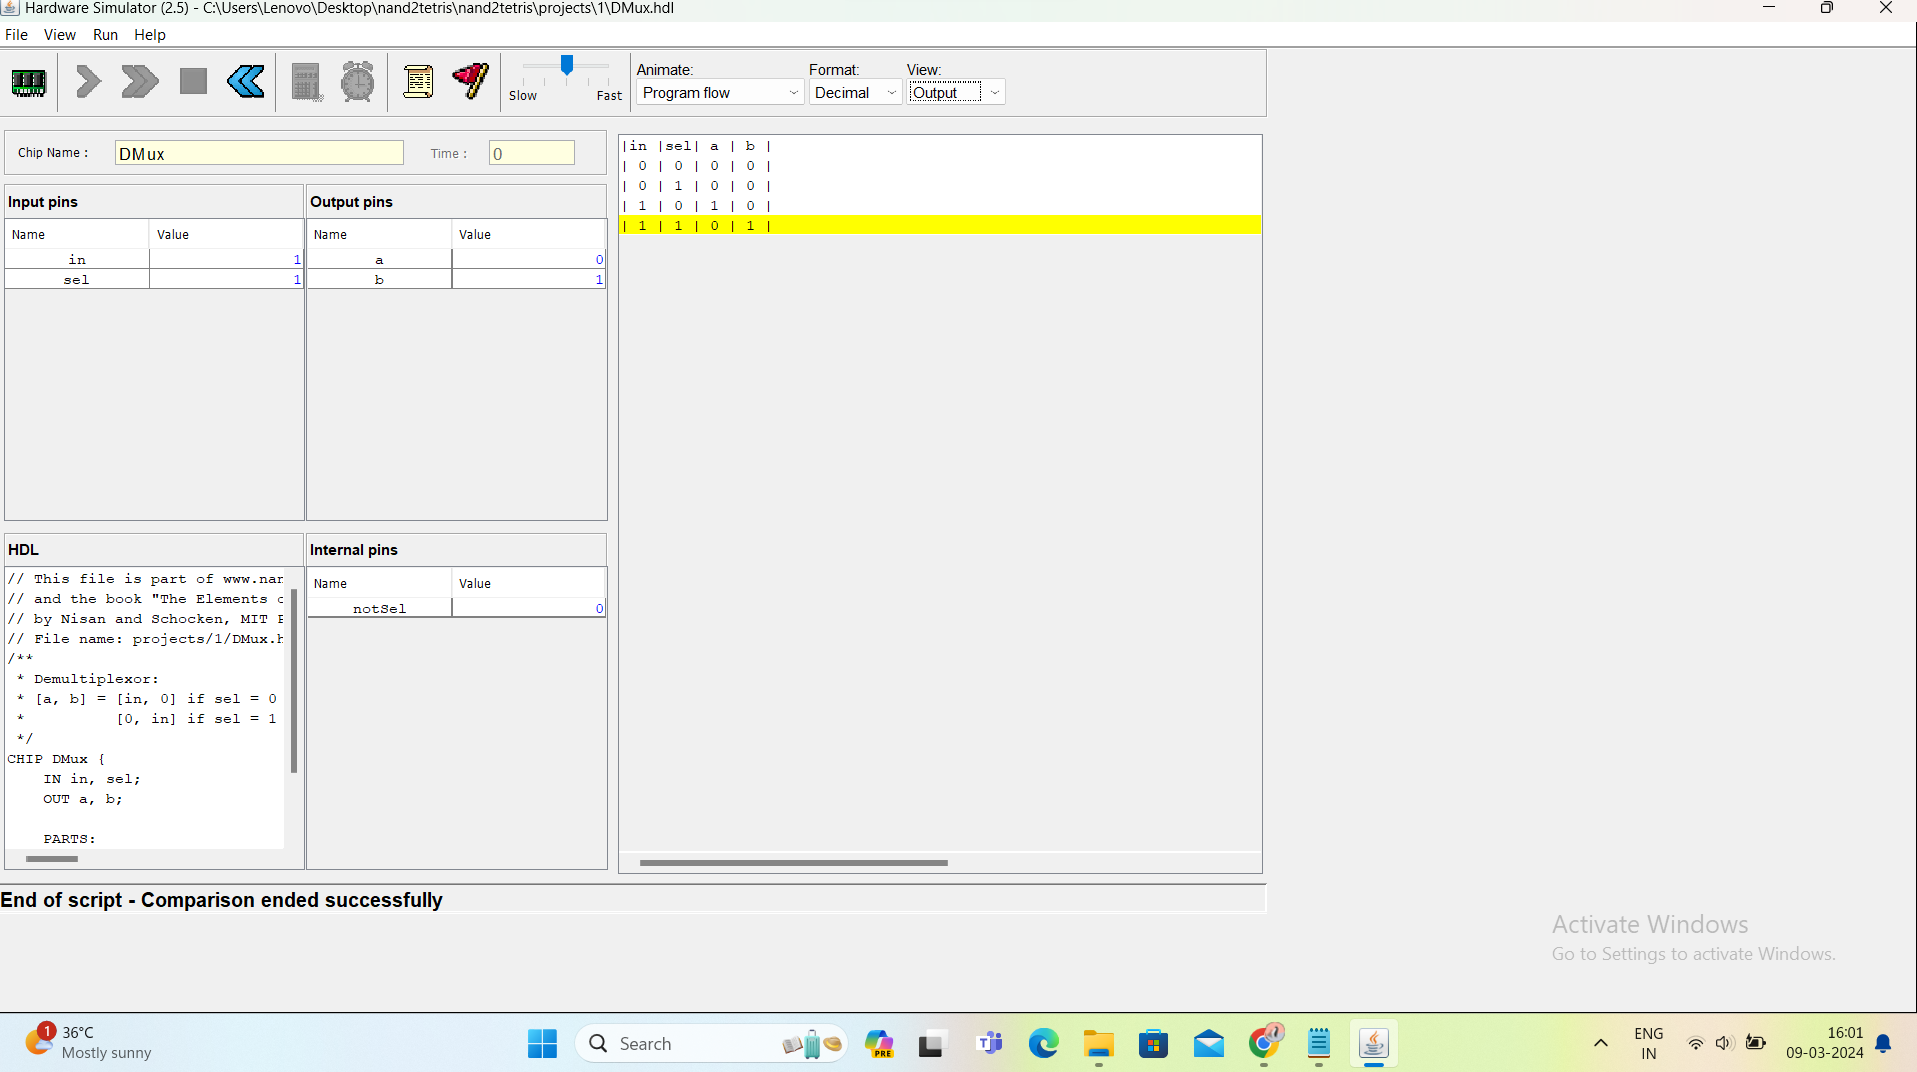 Hardware Simulator (2.5) - C:\Users\Lenovo\Desktop\nand2tetris\nand2tetris\projects\1\DMux.hdl
File View Run Help
Animate: Format: View:
Slow Fast Program flow Decimal Output
Chip Name : DMux Time : 0
Input pins
Name Value
in 1
sel 1
Output pins
Name Value
a 0
b 1
|in |sel| a | b |
| 0 | 0 | 0 | 0 |
| 0 | 1 | 0 | 0 |
| 1 | 0 | 1 | 0 |
| 1 | 1 | 0 | 1 |
HDL
// This file is part of www.nan
// and the book "The Elements
// by Nisan and Schocken, MIT
// File name: projects/1/DMux.h
/**
* Demultiplexor:
* [a, b] = [in, 0] if sel = 0
* [0, in] if sel = 1
*/
CHIP DMux {
IN in, sel;
OUT a, b;
PARTS:
Internal pins
Name Value
notSel 0
End of script - Comparison ended successfully
Activate Windows
Go to Settings to activate Windows.
1
36°C
Mostly sunny
Search
PRE
ENG
IN
16:01
09-03-2024